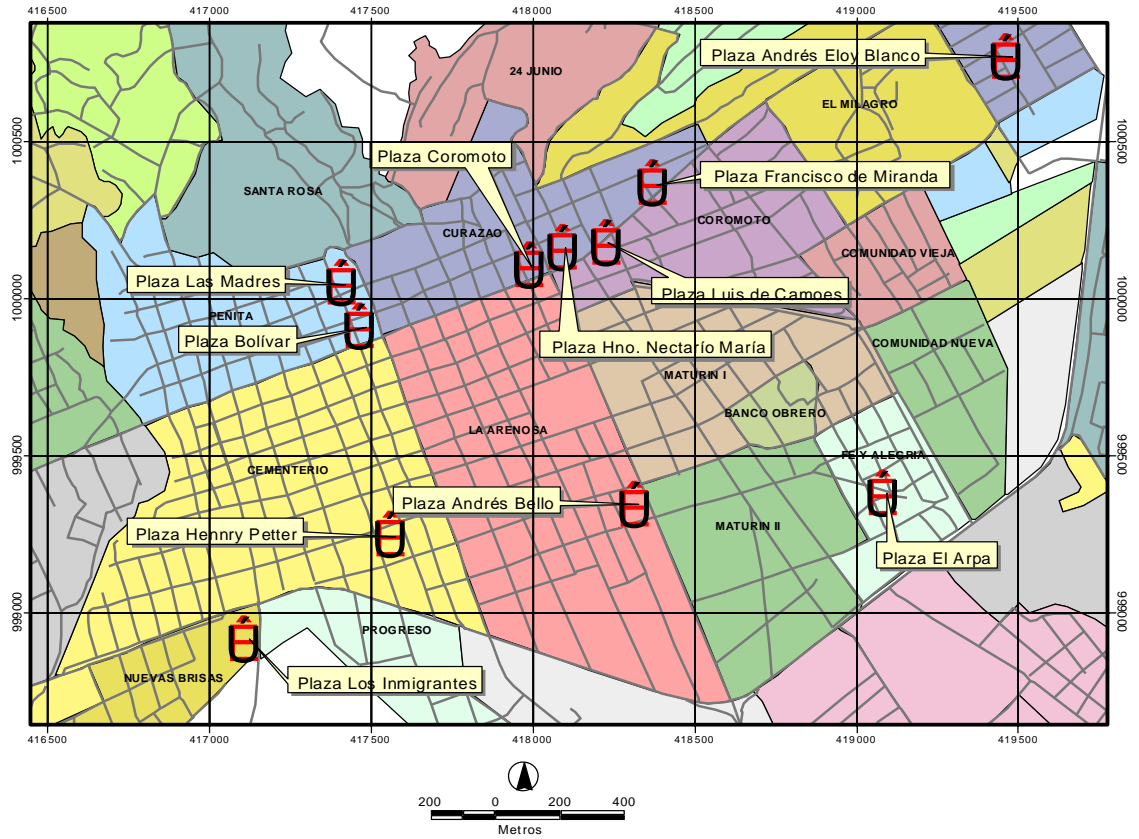 416500 417000 417500 418000 418500 419000 419500
Plaza Andrés Eloy Blanco
24 JUNIO
EL MILAGRO
1000500 1000500
Plaza Coromoto
Plaza Francisco de Miranda
SANTA ROSA
COROMOTO
CURAZAO
COMUNIDAD VIEJA
Plaza Las Madres
Plaza Luis de Camoes
1000000 1000000
PEÑITA
Plaza Bolívar
Plaza Hno. Nectarío María
COMUNIDAD NUEVA
MATURIN I
BANCO OBRERO
LA ARENOSA
999500 999500
FE Y ALEGRIA
CEMENTERIO
Plaza Andrés Bello
MATURIN II
Plaza Hennry Petter
Plaza El Arpa
999000 999000
PROGRESO
NUEVAS BRISAS
Plaza Los Inmigrantes
416500 417000 417500 418000 418500 419000 419500
200 0 200 400
Metros